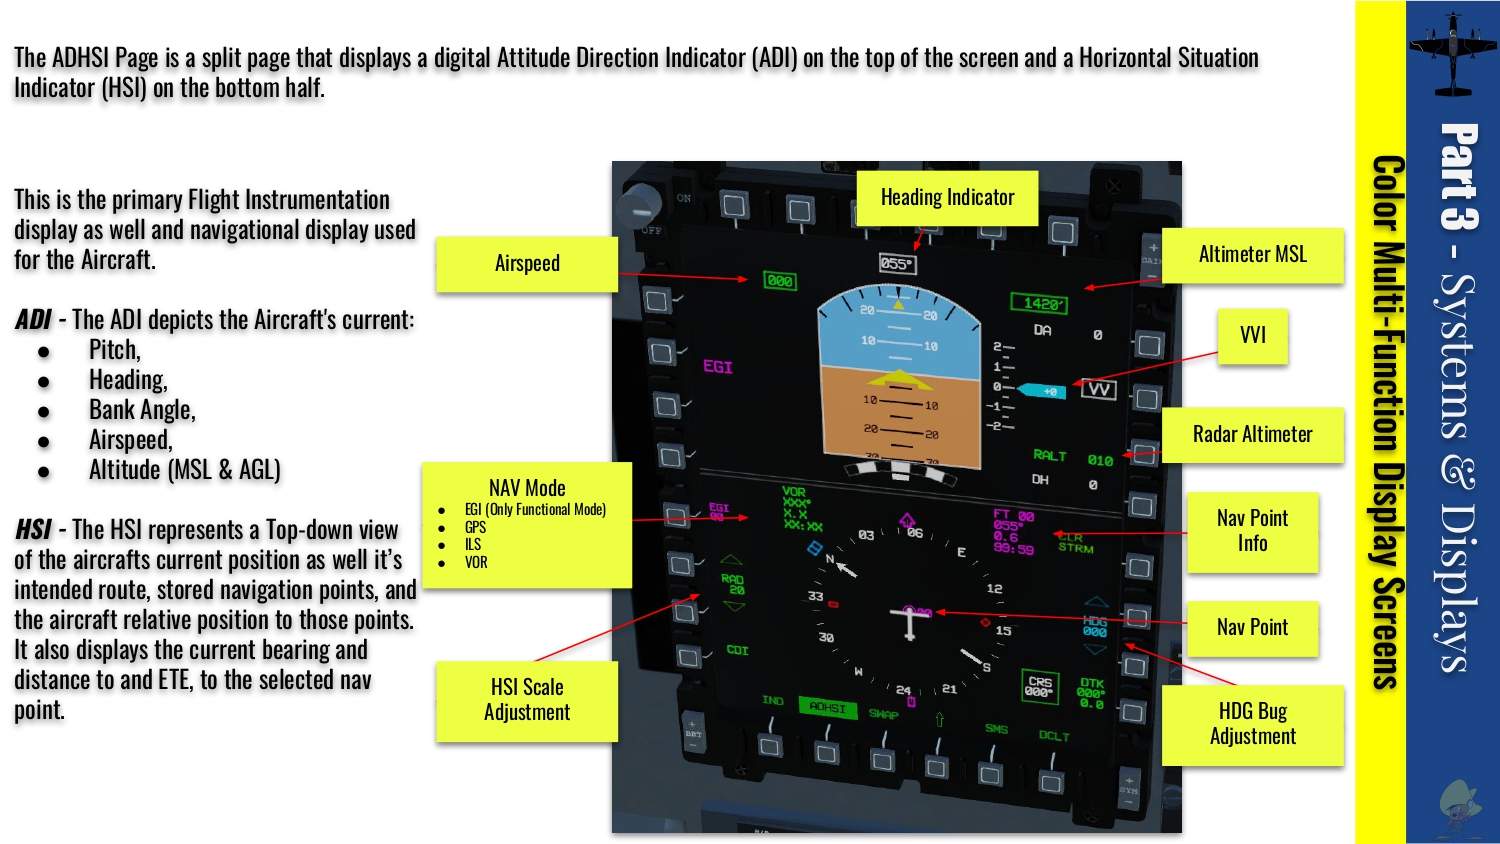 The ADHSI Page is a split page that displays a digital Attitude Direction Indicator (ADI) on the top of the screen and a Horizontal Situation
Indicator (HSI) on the bottom half.
This is the primary Flight Instrumentation
display as well and navigational display used
for the Aircraft.
ADI - The ADI depicts the Aircraft's current:
● Pitch,
● Heading,
● Bank Angle,
● Airspeed,
● Altitude (MSL & AGL)
HSI - The HSI represents a Top-down view
of the aircrafts current position as well it's
intended route, stored navigation points, and
the aircraft relative position to those points.
It also displays the current bearing and
distance to and ETE, to the selected nav
point.
Airspeed
NAV Mode
● EGI (Only Functional Mode)
● GPS
● ILS
● VOR
HSI Scale
Adjustment
Heading Indicator
Altimeter MSL
VVI
Radar Altimeter
Nav Point
Info
Nav Point
HDG Bug
Adjustment
ON
OFF
+
GAIN
-
055°
000
1420'
DA 0
20 20
10 10
10 10
20 20
30 30
EGI
2
1
0
-1
-2
+0
VV
RALT 010
DH 0
EGI
00
VOR
XXX°
X.X
XX:XX
FT 00
055°
0.6
99:59
CLR
STRM
N
03
06
E
12
15
S
21
24
W
30
33
00
RAD
20
CDI
HDG
000
CRS
000°
DTK
000°
0.0
IND
ADHSI
SWAP
SMS
DCLT
+
BRT
-
+
SYM
-
Part 3 - Systems & Displays
Color Multi-Function Display Screens